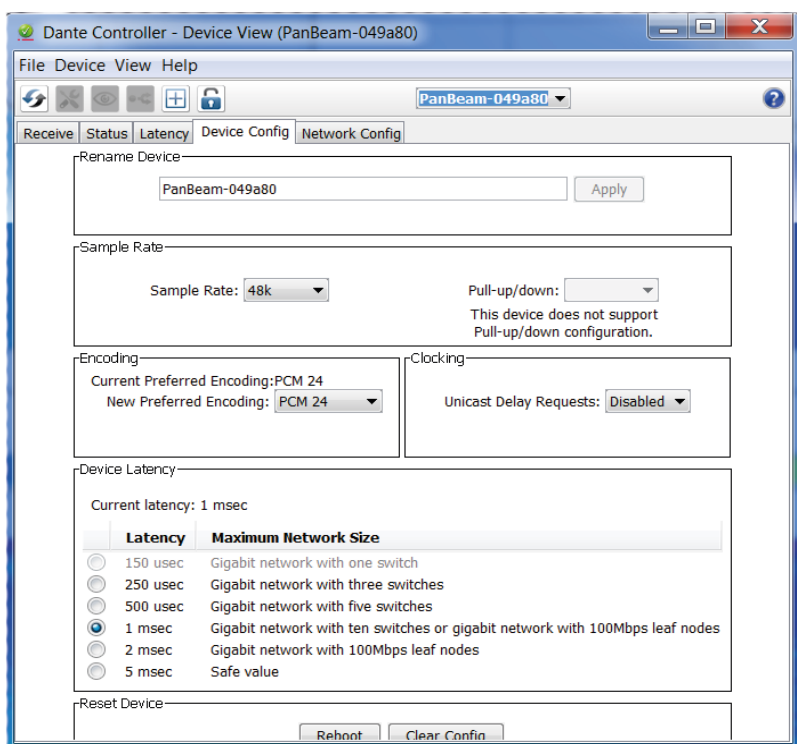 Dante Controller - Device View (PanBeam-049a80)
File Device View Help
PanBeam-049a80
Receive Status Latency Device Config Network Config
Rename Device
PanBeam-049a80 Apply
Sample Rate
Sample Rate: 48k Pull-up/down:
This device does not support
Pull-up/down configuration.
Encoding
Current Preferred Encoding:PCM 24
New Preferred Encoding: PCM 24
Clocking
Unicast Delay Requests: Disabled
Device Latency
Current latency: 1 msec
Latency Maximum Network Size
150 usec Gigabit network with one switch
250 usec Gigabit network with three switches
500 usec Gigabit network with five switches
1 msec Gigabit network with ten switches or gigabit network with 100Mbps leaf nodes
2 msec Gigabit network with 100Mbps leaf nodes
5 msec Safe value
Reset Device
Reboot Clear Config